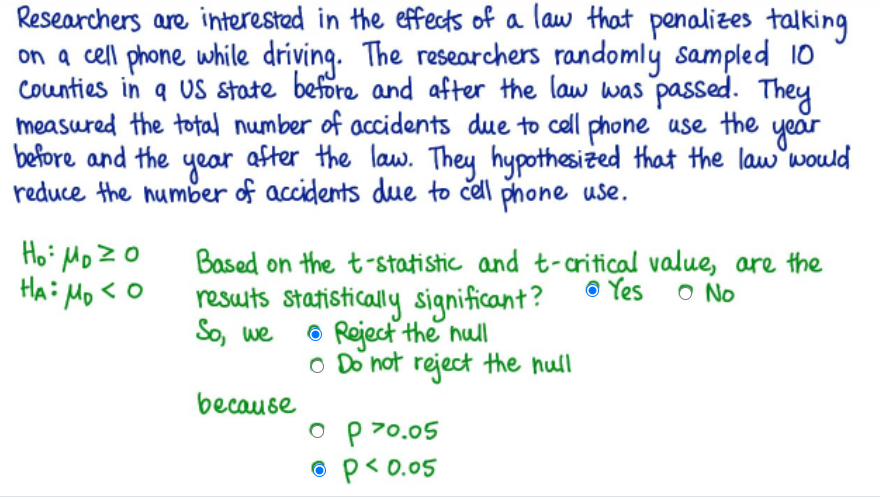 Researchers are interested in the effects of a law that penalizes talking
on a cell phone while driving. The researchers randomly sampled 10
Counties in a US state before and after the law was passed. They
measured the total number of accidents due to cell phone use the year
before and the year after the law. They hypothesized that the law would
reduce the number of accidents due to cell phone use.
H₀: μD ≥ 0
HA: μD < 0
Based on the t-statistic and t-critical value, are the
results statistically significant? Yes No
So, we Reject the null
Do not reject the null
because
p >0.05
p < 0.05